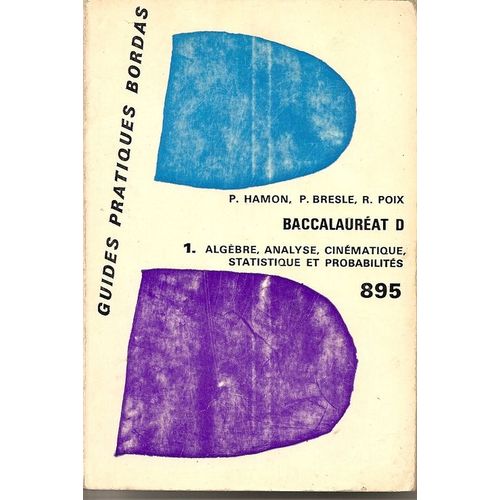 GUIDES PRATIQUES BORDAS
P. HAMON, P. BRESLE, R. POIX
BACCALAURÉAT D
1. ALGÈBRE, ANALYSE, CINÉMATIQUE,
STATISTIQUE ET PROBABILITÉS
895